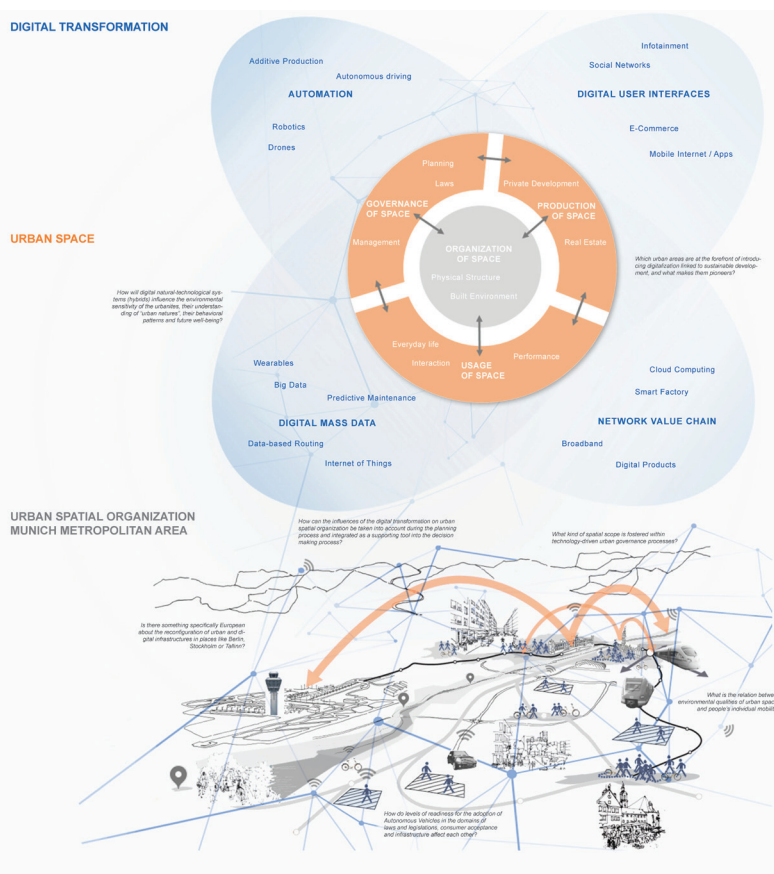 DIGITAL TRANSFORMATION
Infotainment
Social Networks
Additive Production
Autonomous driving
AUTOMATION
DIGITAL USER INTERFACES
Robotics
Drones
E-Commerce
Mobile Internet / Apps
Planning
Laws
Private Development
GOVERNANCE
OF SPACE
PRODUCTION
OF SPACE
URBAN SPACE
Management
Real Estate
ORGANIZATION
OF SPACE
Physical Structure
Built Environment
Which urban areas are at the forefront of introdu-
cing digitalization linked to sustainable develop-
ment, and what makes them pioneers?
How will digital natural-technological sys-
tems (hybrids) influence the environmental
sensitivity of the urbanites, their understan-
ding of "urban natures", their behavioral
patterns and future well-being?
Everyday life
Interaction
USAGE
OF SPACE
Performance
Wearables
Big Data
Predictive Maintenance
DIGITAL MASS DATA
Data-based Routing
Internet of Things
Cloud Computing
Smart Factory
NETWORK VALUE CHAIN
Broadband
Digital Products
URBAN SPATIAL ORGANIZATION
MUNICH METROPOLITAN AREA
How can the influences of the digital transformation on urban
spatial organization be taken into account during the planning
process and integrated as a supporting tool into the decision
making process?
What kind of spatial scope is fostered within
technology-driven urban governance processes?
Is there something specifically European
about the reconfiguration of urban and di-
gital infrastructures in places like Berlin,
Stockholm or Tallinn?
What is the relation betwe
environmental qualities of urban spac
and people's individual mobili
How do levels of readiness for the adoption of
Autonomous Vehicles in the domains of
laws and legislations, consumer acceptance
and infrastructure affect each other?